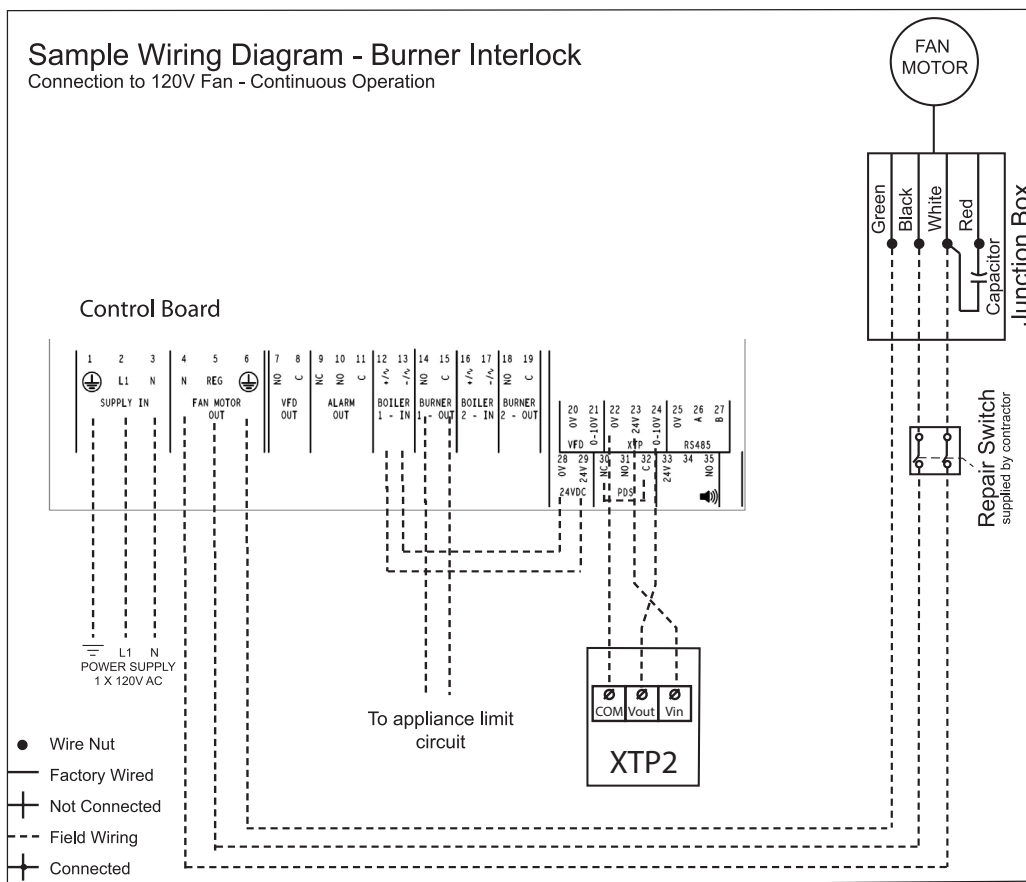 Sample Wiring Diagram - Burner Interlock
Connection to 120V Fan - Continuous Operation
FAN
MOTOR
Green
Black
White
Red
Capacitor
Junction Box
Control Board
1 2 3 4 5 6 7 8 9 10 11 12 13 14 15 16 17 18 19
L1 N N REG NO C NC NO C +/∿ -/∿ NO C +/∿ -/∿ NO C
SUPPLY IN
FAN MOTOR
OUT
VFD
OUT
ALARM
OUT
BOILER
1 - IN
BURNER
1 - OUT
BOILER
2 - IN
BURNER
2 - OUT
20 21 22 23 24 25 26 27
0V 0-10V 0V 24V 0-10V 0V A B
VFD XTP RS485
28 29 30 31 32 33 34 35
0V 24V NC NO C 24V NO
24VDC PDS
Repair Switch
supplied by contractor
L1 N
POWER SUPPLY
1 X 120V AC
To appliance limit
circuit
COM Vout Vin
XTP2
Wire Nut
Factory Wired
Not Connected
Field Wiring
Connected